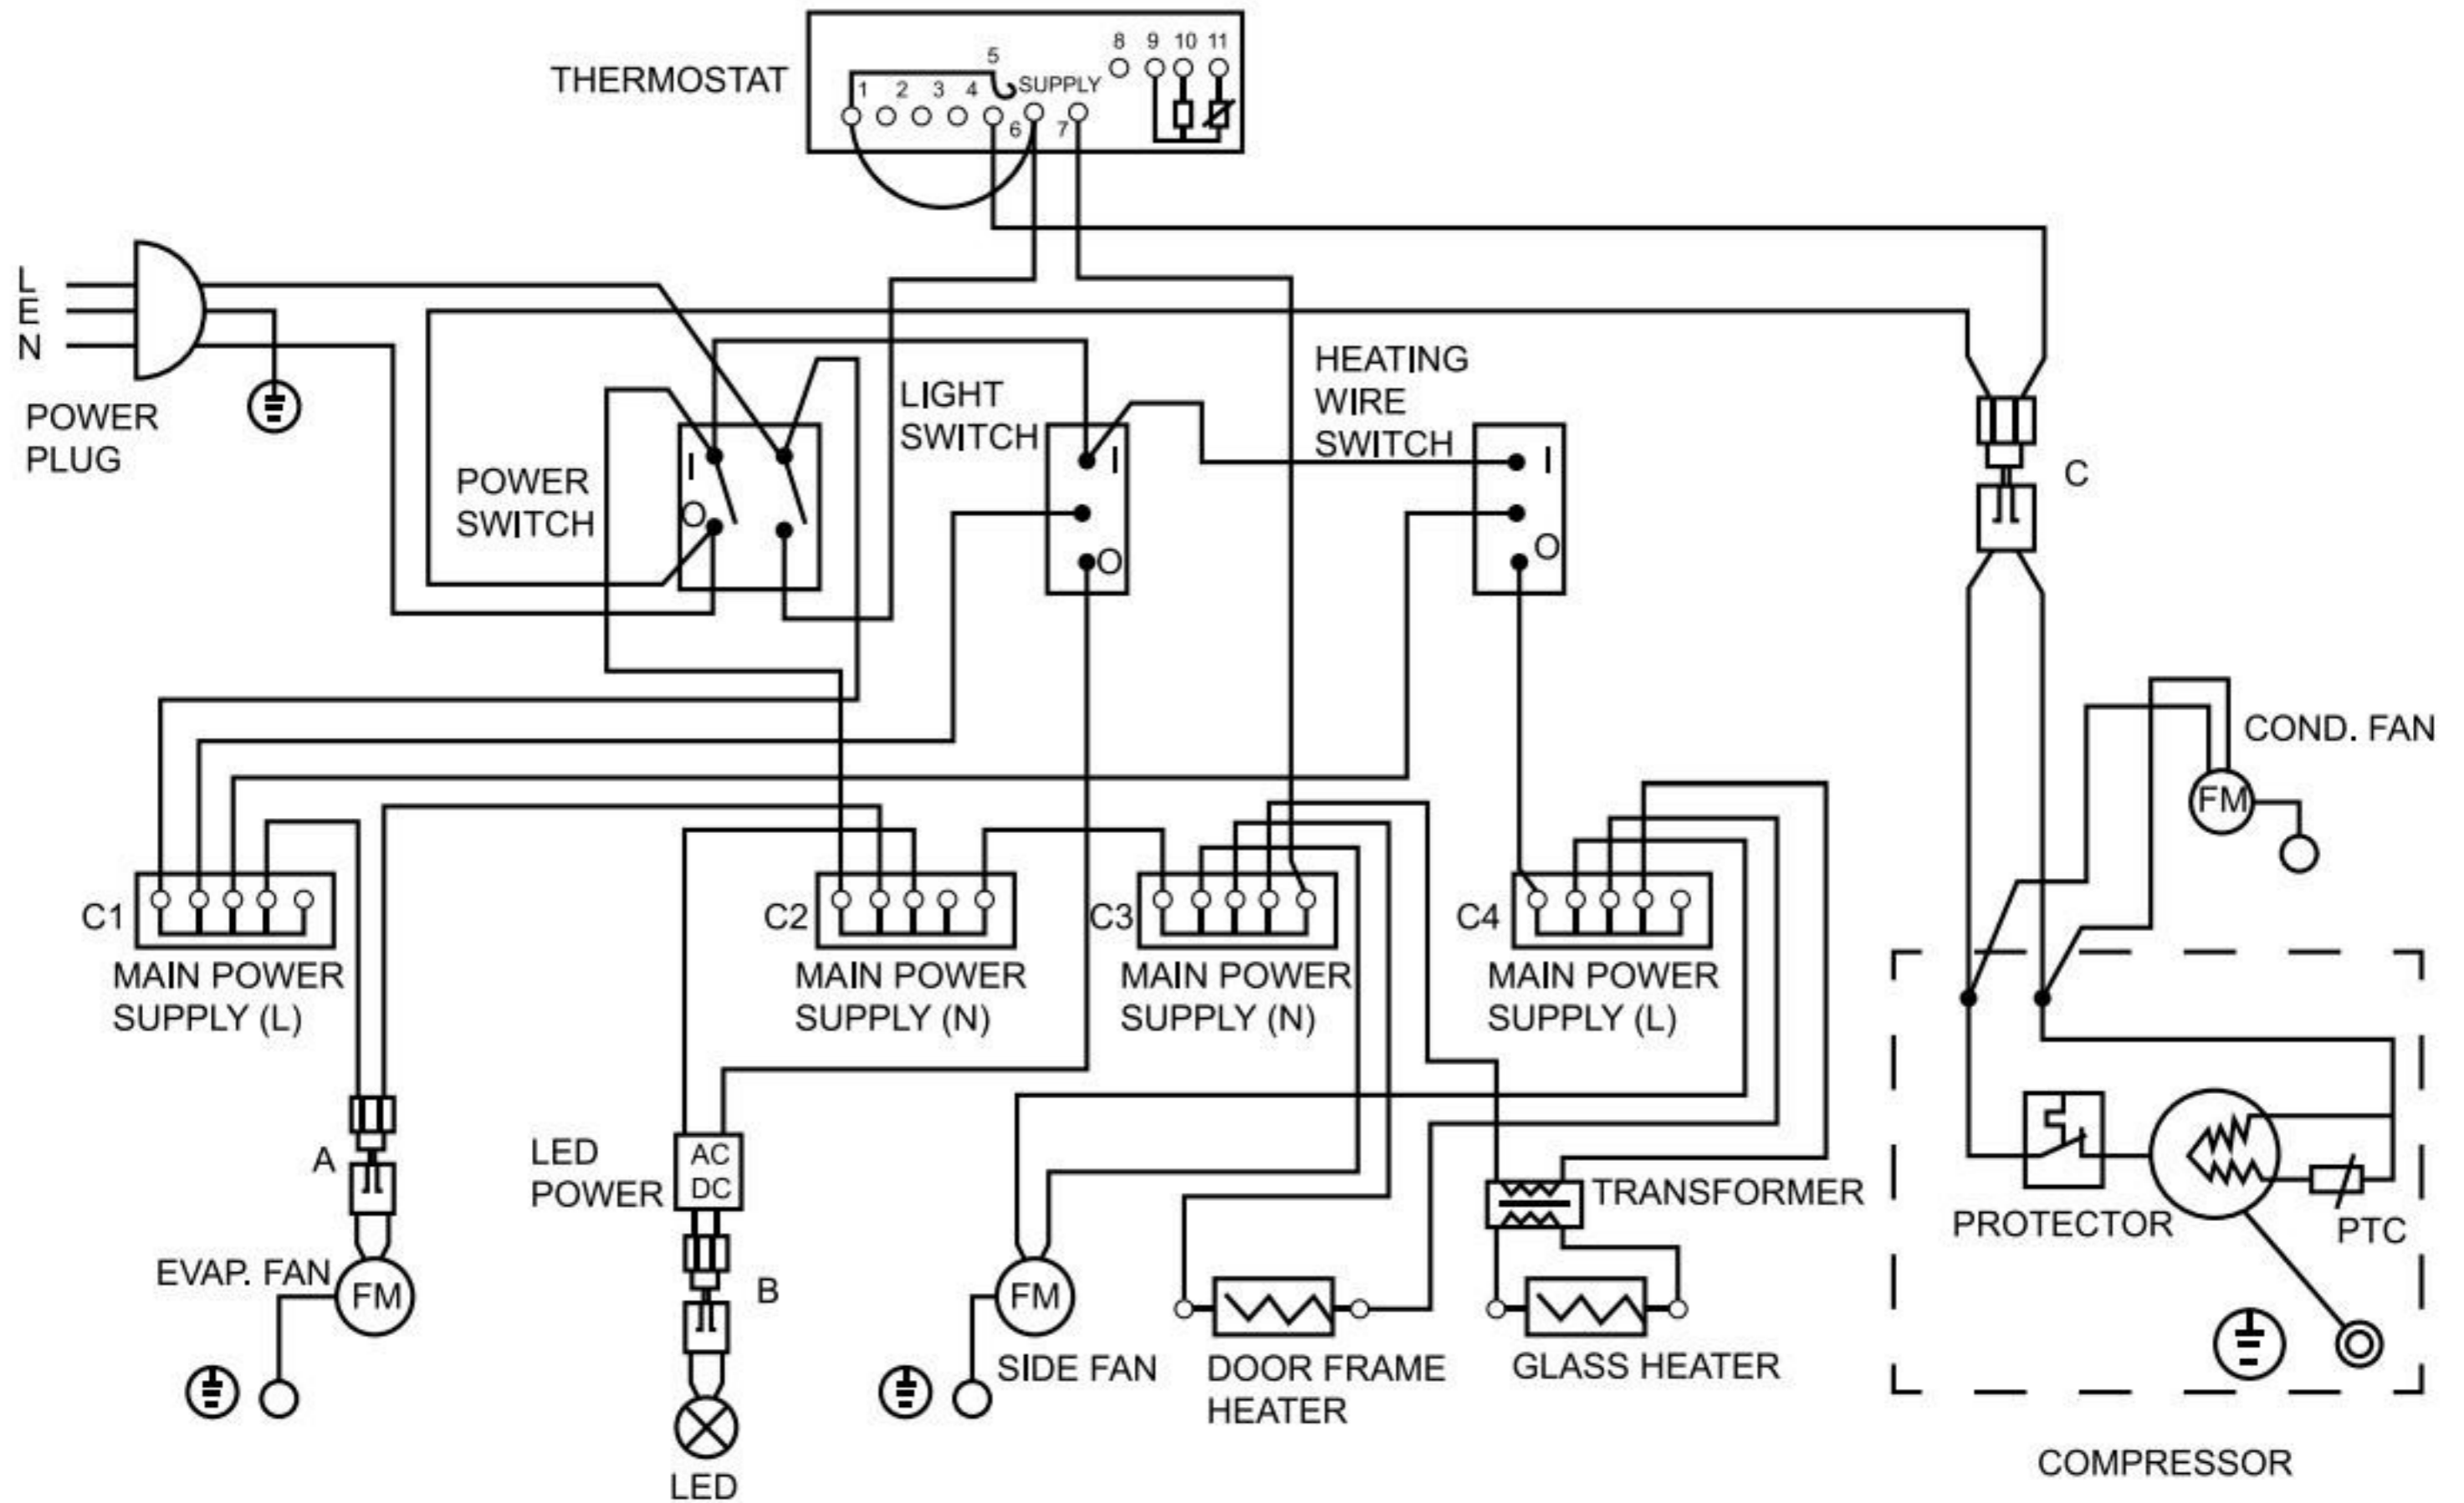 8 9 10 11
5
THERMOSTAT
SUPPLY
1 2 3 4
6 7
L
E
N
POWER
PLUG
POWER
SWITCH
I
O
LIGHT
SWITCH
I
O
HEATING
WIRE
SWITCH
I
O
C
COND. FAN
FM
C1
MAIN POWER
SUPPLY (L)
C2
MAIN POWER
SUPPLY (N)
C3
MAIN POWER
SUPPLY (N)
C4
MAIN POWER
SUPPLY (L)
A
EVAP. FAN
FM
LED
POWER
AC
DC
B
LED
FM
SIDE FAN
DOOR FRAME
HEATER
TRANSFORMER
GLASS HEATER
PROTECTOR
PTC
COMPRESSOR